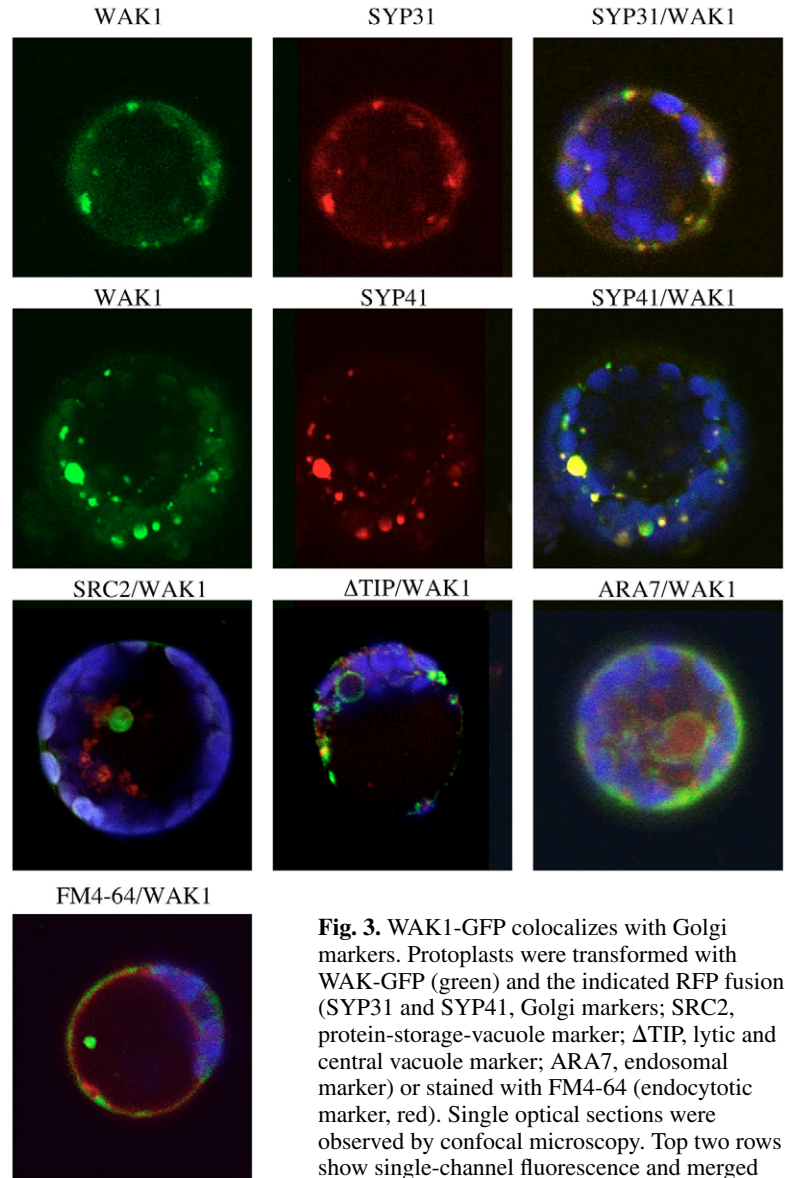 WAK1 SYP31 SYP31/WAK1
WAK1 SYP41 SYP41/WAK1
SRC2/WAK1 ΔTIP/WAK1 ARA7/WAK1
FM4-64/WAK1
Fig. 3. WAK1-GFP colocalizes with Golgi
markers. Protoplasts were transformed with
WAK-GFP (green) and the indicated RFP fusion
(SYP31 and SYP41, Golgi markers; SRC2,
protein-storage-vacuole marker; ΔTIP, lytic and
central vacuole marker; ARA7, endosomal
marker) or stained with FM4-64 (endocytotic
marker, red). Single optical sections were
observed by confocal microscopy. Top two rows
show single-channel fluorescence and merged